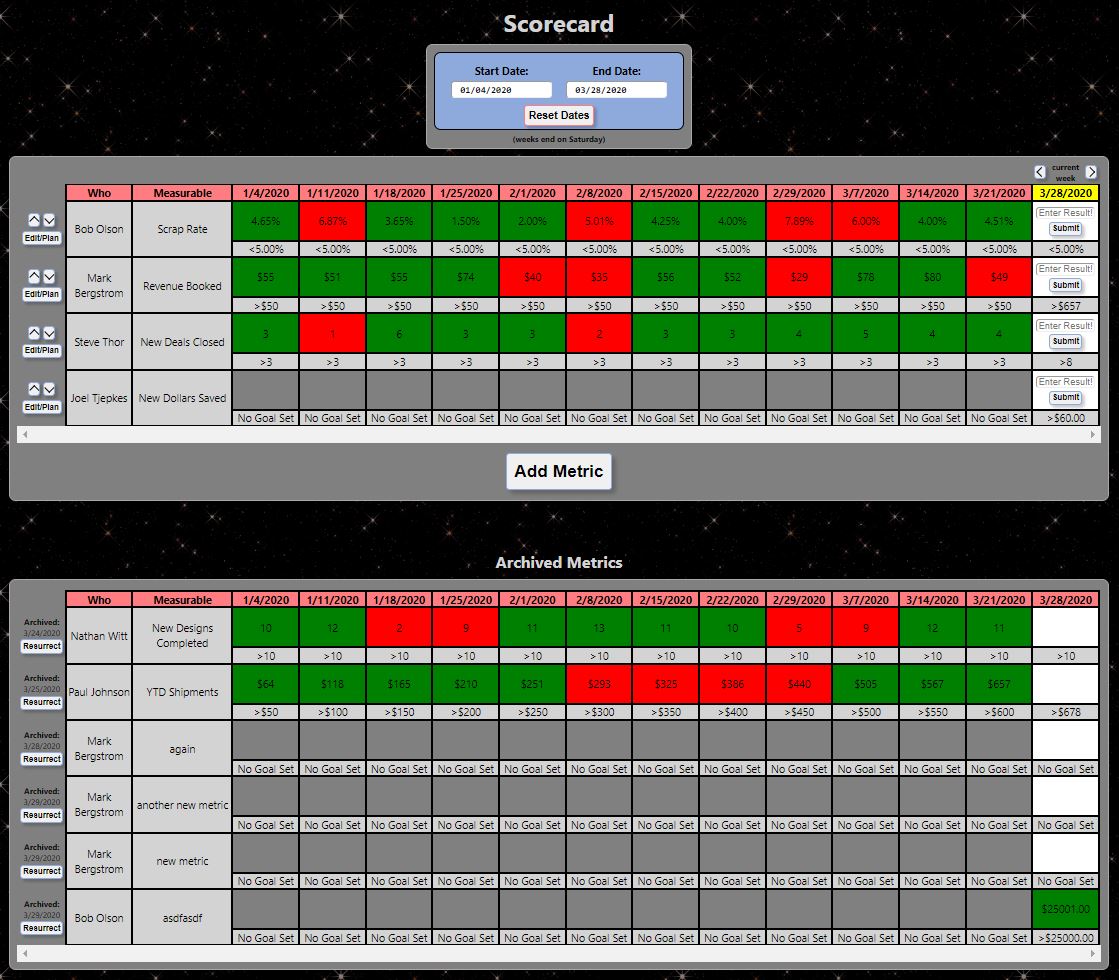 Scorecard
Start Date: End Date:
01/04/2020 03/28/2020
Reset Dates
(weeks end on Saturday)
current
week
Who Measurable 1/4/2020 1/11/2020 1/18/2020 1/25/2020 2/1/2020 2/8/2020 2/15/2020 2/22/2020 2/29/2020 3/7/2020 3/14/2020 3/21/2020 3/28/2020
Edit/Plan Bob Olson Scrap Rate 4.65% 6.87% 3.65% 1.50% 2.00% 5.01% 4.25% 4.00% 7.89% 6.00% 4.00% 4.51% Enter Result! Submit
<5.00% <5.00% <5.00% <5.00% <5.00% <5.00% <5.00% <5.00% <5.00% <5.00% <5.00% <5.00% <5.00%
Edit/Plan Mark Bergstrom Revenue Booked $55 $51 $55 $74 $40 $35 $56 $52 $29 $78 $80 $49 Enter Result! Submit
>$50 >$50 >$50 >$50 >$50 >$50 >$50 >$50 >$50 >$50 >$50 >$50 >$657
Edit/Plan Steve Thor New Deals Closed 3 1 6 3 3 2 3 3 4 5 4 4 Enter Result! Submit
>3 >3 >3 >3 >3 >3 >3 >3 >3 >3 >3 >3 >8
Edit/Plan Joel Tjepkes New Dollars Saved Enter Result! Submit
No Goal Set No Goal Set No Goal Set No Goal Set No Goal Set No Goal Set No Goal Set No Goal Set No Goal Set No Goal Set No Goal Set No Goal Set >$60.00
Add Metric
Archived Metrics
Who Measurable 1/4/2020 1/11/2020 1/18/2020 1/25/2020 2/1/2020 2/8/2020 2/15/2020 2/22/2020 2/29/2020 3/7/2020 3/14/2020 3/21/2020 3/28/2020
Archived: 3/24/2020 Resurrect Nathan Witt New Designs Completed 10 12 2 9 11 13 11 10 5 9 12 11
>10 >10 >10 >10 >10 >10 >10 >10 >10 >10 >10 >10 >10
Archived: 3/25/2020 Resurrect Paul Johnson YTD Shipments $64 $118 $165 $210 $251 $293 $325 $386 $440 $505 $567 $657
>$50 >$100 >$150 >$200 >$250 >$300 >$350 >$400 >$450 >$500 >$550 >$600 >$678
Archived: 3/28/2020 Resurrect Mark Bergstrom again
No Goal Set No Goal Set No Goal Set No Goal Set No Goal Set No Goal Set No Goal Set No Goal Set No Goal Set No Goal Set No Goal Set No Goal Set No Goal Set
Archived: 3/29/2020 Resurrect Mark Bergstrom another new metric
No Goal Set No Goal Set No Goal Set No Goal Set No Goal Set No Goal Set No Goal Set No Goal Set No Goal Set No Goal Set No Goal Set No Goal Set No Goal Set
Archived: 3/29/2020 Resurrect Mark Bergstrom new metric
No Goal Set No Goal Set No Goal Set No Goal Set No Goal Set No Goal Set No Goal Set No Goal Set No Goal Set No Goal Set No Goal Set No Goal Set No Goal Set
Archived: 3/29/2020 Resurrect Bob Olson asdfasdf $25001.00
No Goal Set No Goal Set No Goal Set No Goal Set No Goal Set No Goal Set No Goal Set No Goal Set No Goal Set No Goal Set No Goal Set No Goal Set >$25000.00